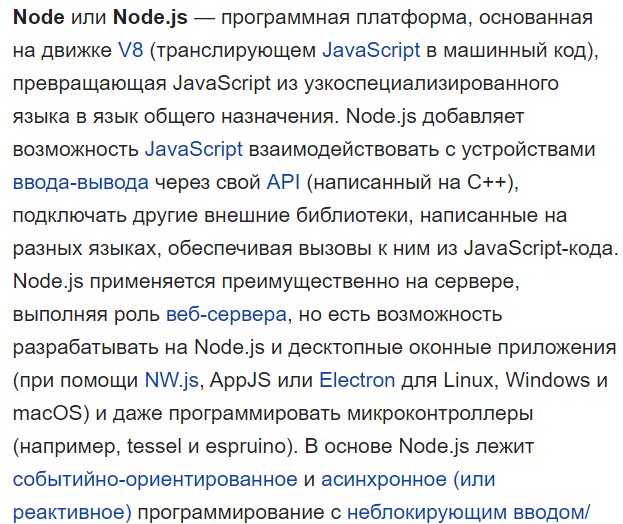 Node или Node.js — программная платформа, основанная
на движке V8 (транслирующем JavaScript в машинный код),
превращающая JavaScript из узкоспециализированного
языка в язык общего назначения. Node.js добавляет
возможность JavaScript взаимодействовать с устройствами
ввода-вывода через свой API (написанный на C++),
подключать другие внешние библиотеки, написанные на
разных языках, обеспечивая вызовы к ним из JavaScript-кода.
Node.js применяется преимущественно на сервере,
выполняя роль веб-сервера, но есть возможность
разрабатывать на Node.js и десктопные оконные приложения
(при помощи NW.js, AppJS или Electron для Linux, Windows и
macOS) и даже программировать микроконтроллеры
(например, tessel и espruino). В основе Node.js лежит
событийно-ориентированное и асинхронное (или
реактивное) программирование с неблокирующим вводом/